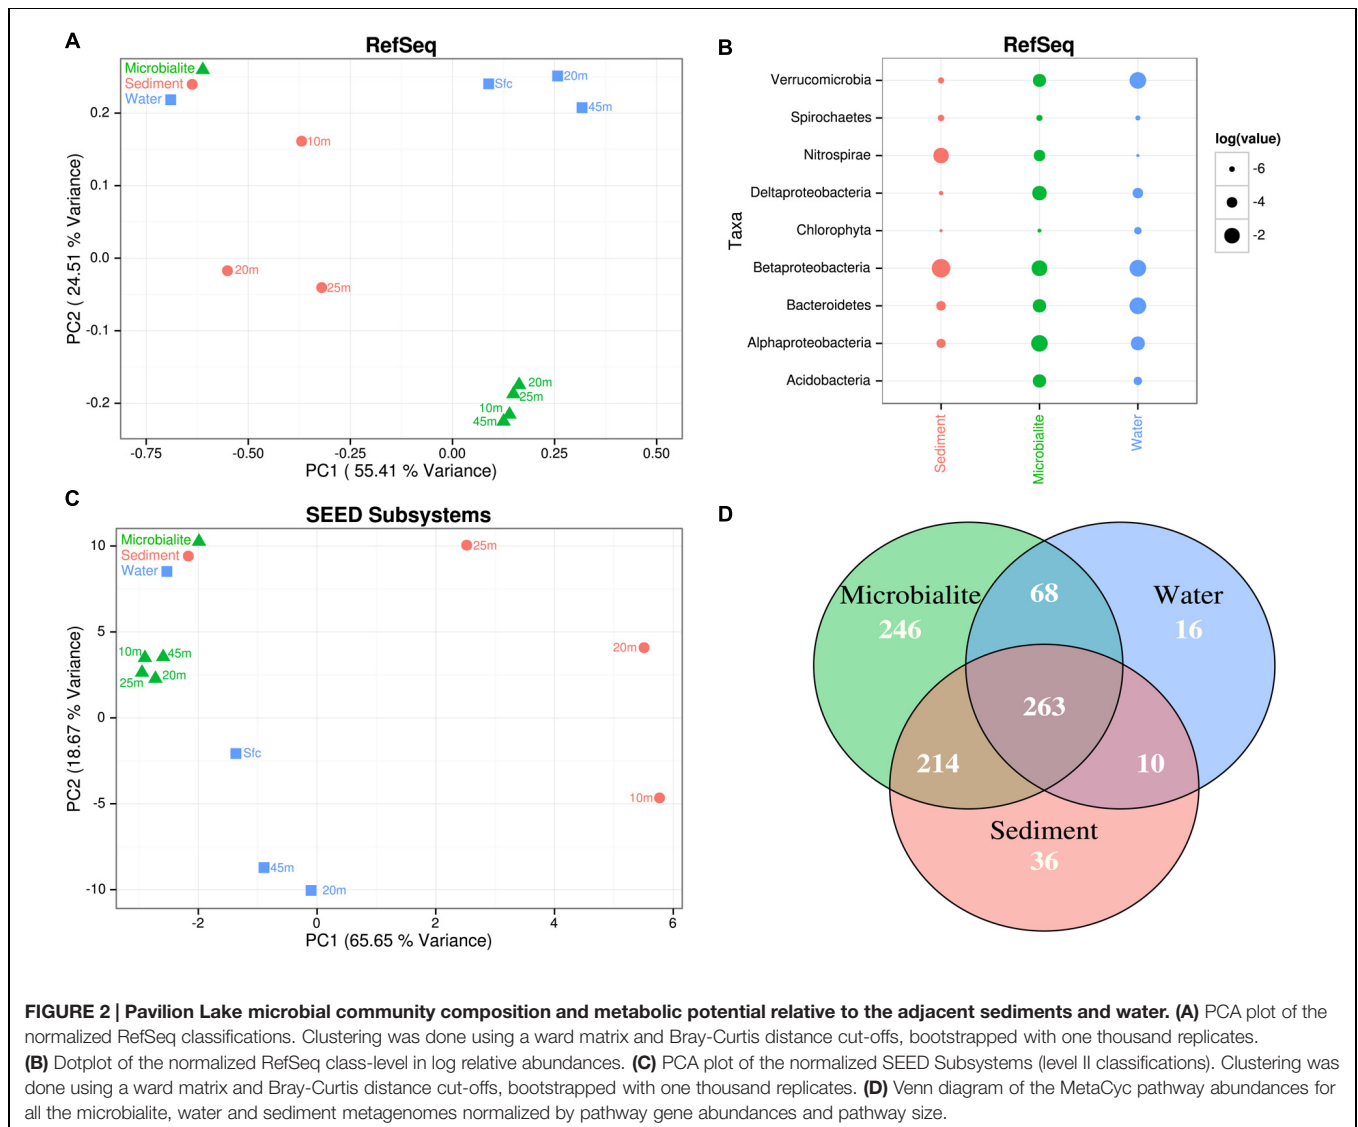 A
RefSeq
Microbialite
Sediment
Water
Sfc
20m
45m
10m
20m
25m
20m
25m
10m
45m
0.2
0.1
0.0
-0.1
-0.2
PC2 ( 24.51 % Variance)
-0.75
-0.50
-0.25
0.00
0.25
0.50
PC1 ( 55.41 % Variance)
B
RefSeq
Verrucomicrobia
Spirochaetes
Nitrospirae
Deltaproteobacteria
Chlorophyta
Betaproteobacteria
Bacteroidetes
Alphaproteobacteria
Acidobacteria
Taxa
Sediment
Microbialite
Water
log(value)
-6
-4
-2
C
SEED Subsystems
Microbialite
Sediment
Water
25m
20m
10m
10m
45m
25m
20m
Sfc
45m
20m
10
5
0
-5
-10
PC2 (18.67 % Variance)
-2
0
2
4
6
PC1 (65.65 % Variance)
D
Microbialite
246
68
Water
16
263
214
10
Sediment
36
FIGURE 2 | Pavilion Lake microbial community composition and metabolic potential relative to the adjacent sediments and water. (A) PCA plot of the
normalized RefSeq classifications. Clustering was done using a ward matrix and Bray-Curtis distance cut-offs, bootstrapped with one thousand replicates.
(B) Dotplot of the normalized RefSeq class-level in log relative abundances. (C) PCA plot of the normalized SEED Subsystems (level II classifications). Clustering was
done using a ward matrix and Bray-Curtis distance cut-offs, bootstrapped with one thousand replicates. (D) Venn diagram of the MetaCyc pathway abundances for
all the microbialite, water and sediment metagenomes normalized by pathway gene abundances and pathway size.